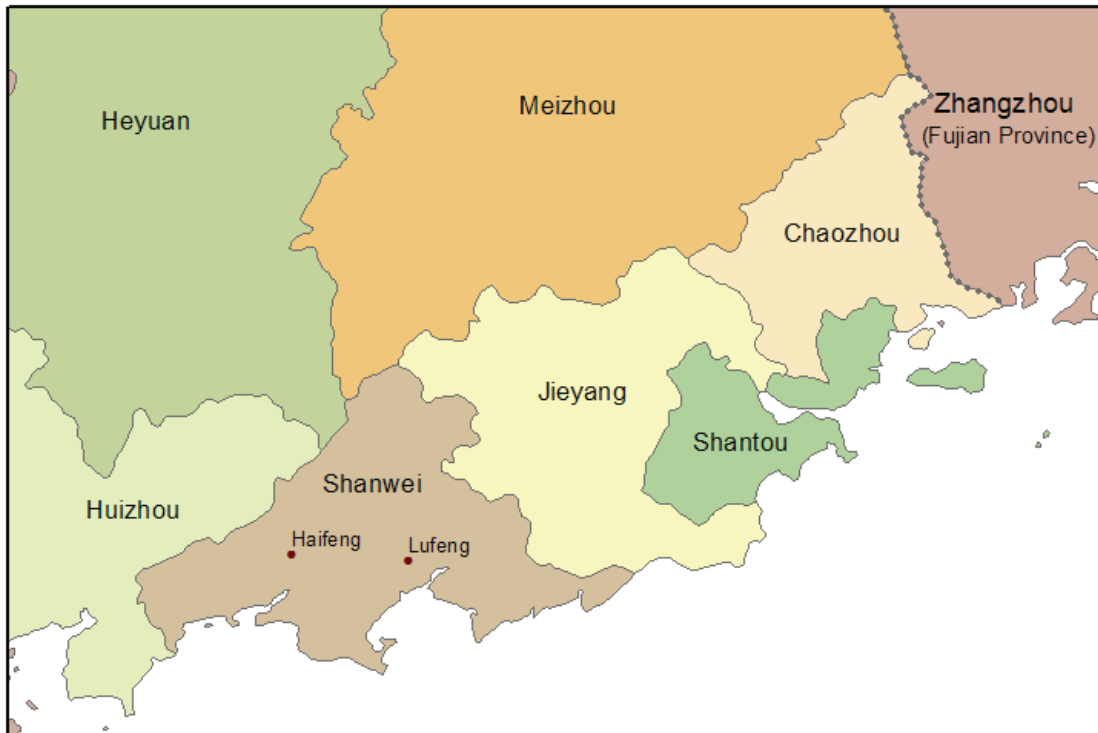 Heyuan
Meizhou
Zhangzhou
(Fujian Province)
Chaozhou
Jieyang
Shantou
Shanwei
Huizhou
Haifeng
Lufeng